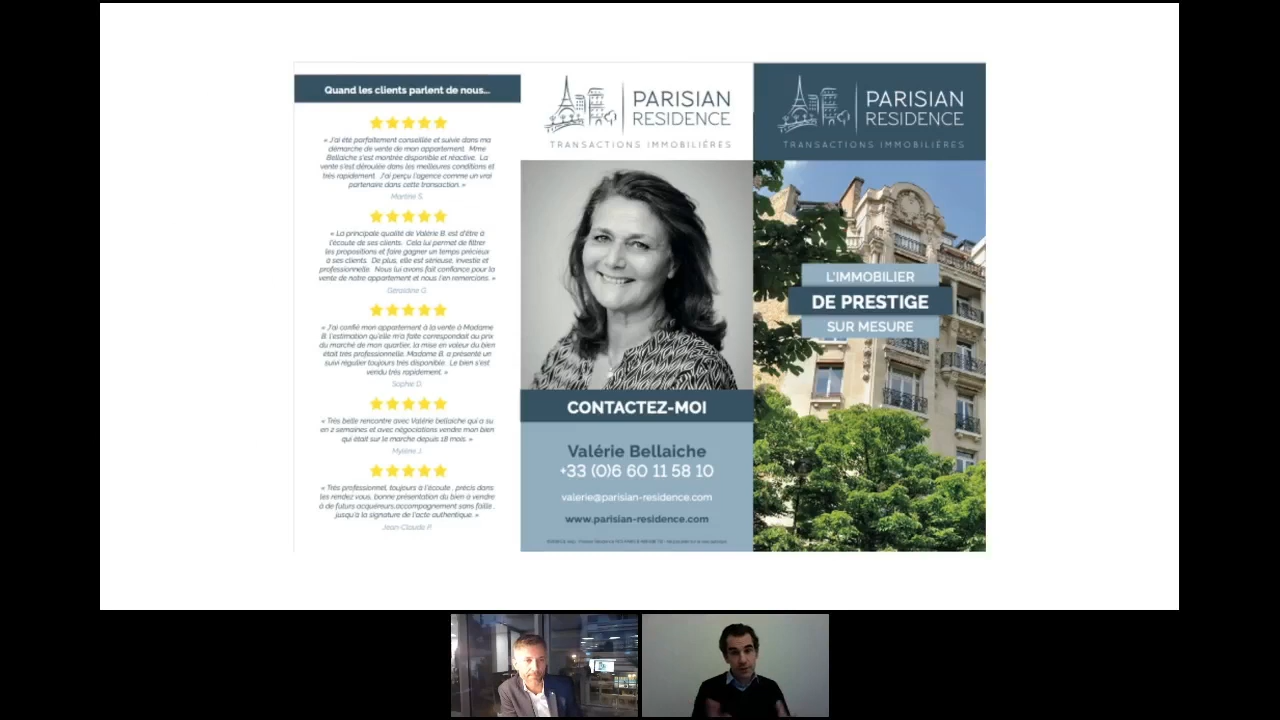 Quand les clients parlent de nous...
« J'ai été parfaitement conseillée et suivie dans ma
démarche de vente de mon appartement. Mme
Bellaiche s'est montrée disponible et réactive. La
vente s'est déroulée dans les meilleures conditions et
très rapidement. J'ai perçu l'agence comme un vrai
partenaire dans cette transaction. »
Martine S.
« La principale qualité de Valérie B. est d'être à
l'écoute de ses clients. Cela lui permet de filtrer
les propositions et faire gagner un temps précieux
à ses clients. De plus, elle est sérieuse, investie et
professionnelle. Nous lui avons fait confiance pour la
vente de notre appartement et nous l'en remercions. »
Géraldine G.
« J'ai confié mon appartement à la vente à Madame
B. L'estimation qu'elle m'a faite correspondait au prix
du marché de mon quartier, la mise en valeur du bien
était très professionnelle. Madame B. a présenté un
suivi régulier toujours très disponible. Le bien s'est
vendu très rapidement. »
Sophie D.
« Très belle rencontre avec Valérie bellaiche qui a su
en 2 semaines et avec négociations vendre mon bien
qui était sur le marche depuis 18 mois. »
Mylène J.
« Très professionnel, toujours à l'écoute , précis dans
les rendez vous, bonne présentation du bien à vendre
à de futurs acquéreurs,accompagnement sans faille ,
jusqu'à la signature de l'acte authentique. »
Jean-Claude P.
PARISIAN
RESIDENCE
TRANSACTIONS IMMOBILIÈRES
CONTACTEZ-MOI
Valérie Bellaiche
+33 (0)6 60 11 58 10
valerie@parisian-residence.com
www.parisian-residence.com
PARISIAN
RESIDENCE
TRANSACTIONS IMMOBILIÈRES
L'IMMOBILIER
DE PRESTIGE
SUR MESURE